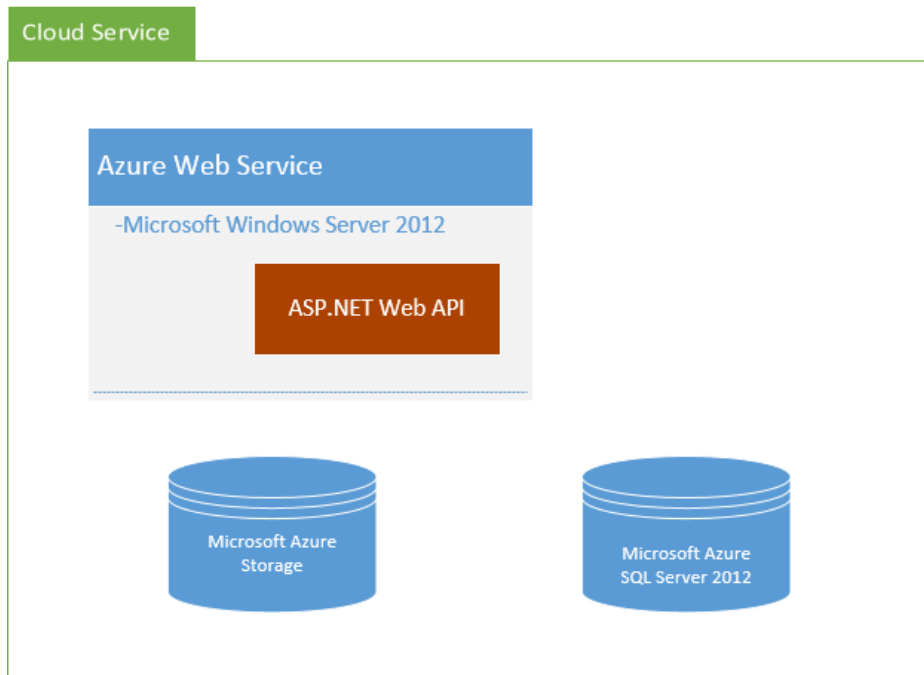 Cloud Service
Azure Web Service
-Microsoft Windows Server 2012
ASP.NET Web API
Microsoft Azure
Storage
Microsoft Azure
SQL Server 2012